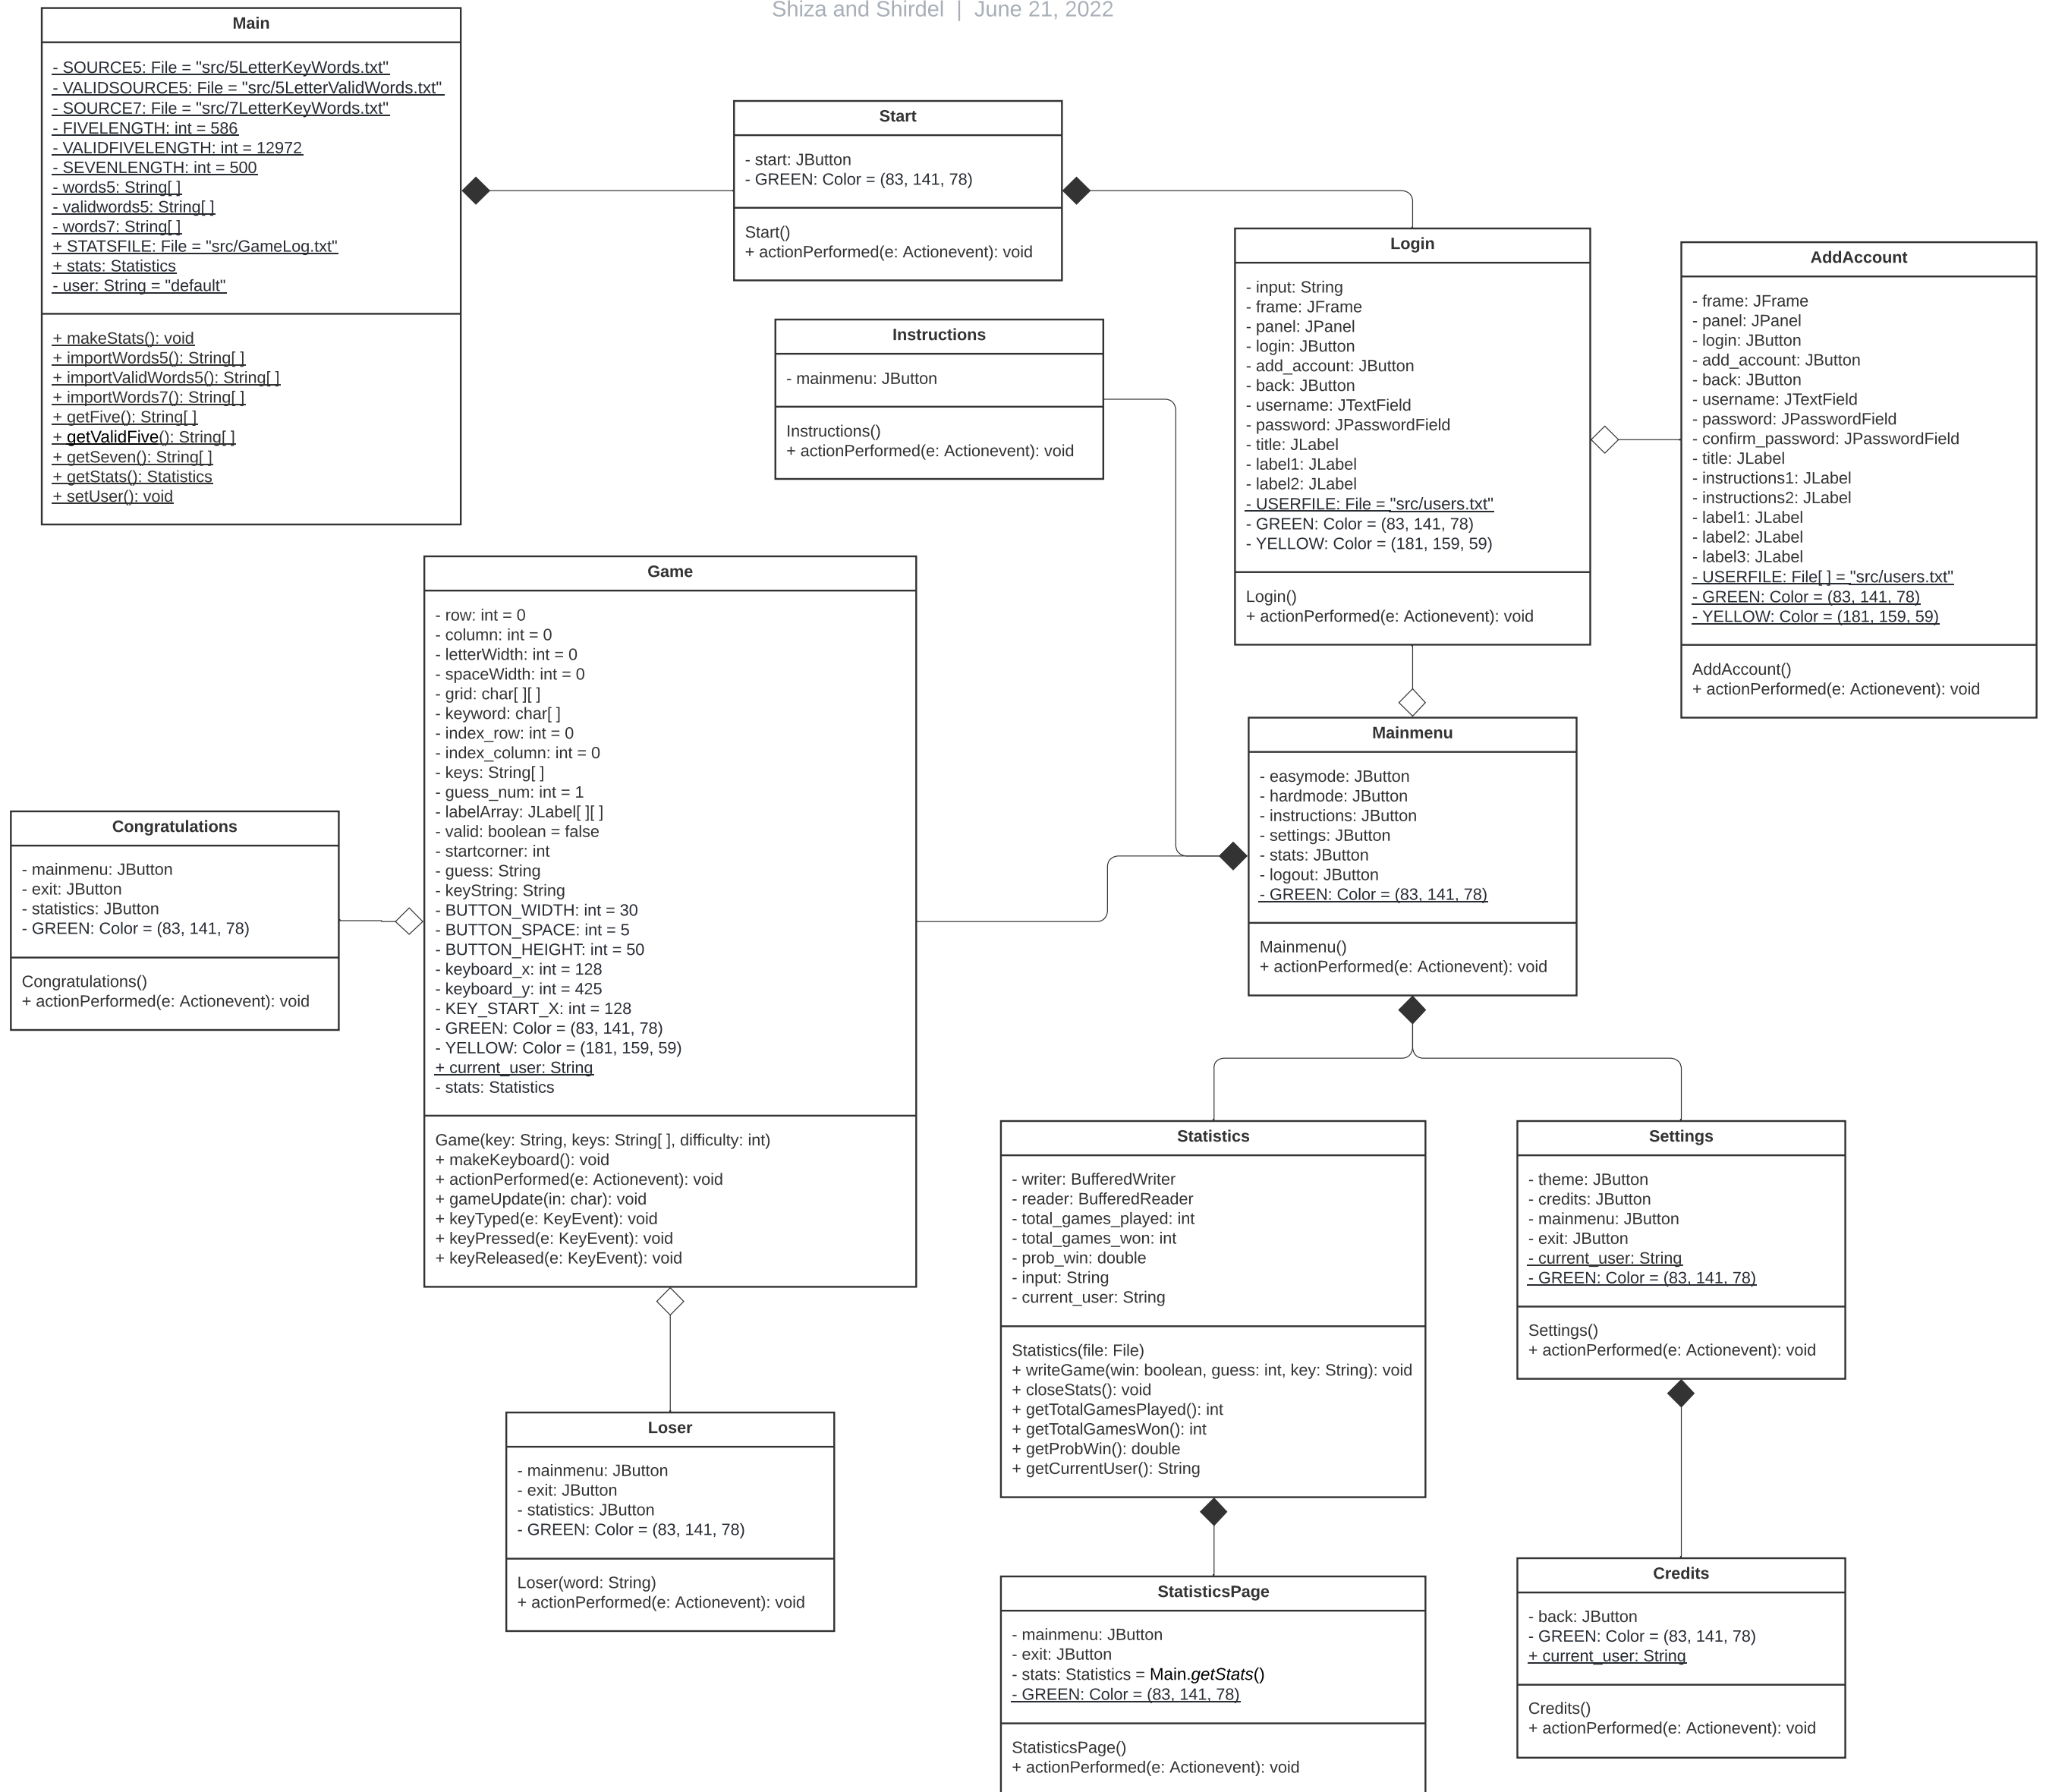 Shiza and Shirdel | June 21, 2022
Main
- SOURCE5: File = "src/5LetterKeyWords.txt"
- VALIDSOURCE5: File = "src/5LetterValidWords.txt"
- SOURCE7: File = "src/7LetterKeyWords.txt"
- FIVELENGTH: int = 586
- VALIDFIVELENGTH: int = 12972
- SEVENLENGTH: int = 500
- words5: String[ ]
- validwords5: String[ ]
- words7: String[ ]
+ STATSFILE: File = "src/GameLog.txt"
+ stats: Statistics
- user: String = "default"
+ makeStats(): void
+ importWords5(): String[ ]
+ importValidWords5(): String[ ]
+ importWords7(): String[ ]
+ getFive(): String[ ]
+ getValidFive(): String[ ]
+ getSeven(): String[ ]
+ getStats(): Statistics
+ setUser(): void
Start
- start: JButton
- GREEN: Color = (83, 141, 78)
Start()
+ actionPerformed(e: Actionevent): void
Instructions
- mainmenu: JButton
Instructions()
+ actionPerformed(e: Actionevent): void
Login
- input: String
- frame: JFrame
- panel: JPanel
- login: JButton
- add_account: JButton
- back: JButton
- username: JTextField
- password: JPasswordField
- title: JLabel
- label1: JLabel
- label2: JLabel
- USERFILE: File = "src/users.txt"
- GREEN: Color = (83, 141, 78)
- YELLOW: Color = (181, 159, 59)
Login()
+ actionPerformed(e: Actionevent): void
AddAccount
- frame: JFrame
- panel: JPanel
- login: JButton
- add_account: JButton
- back: JButton
- username: JTextField
- password: JPasswordField
- confirm_password: JPasswordField
- title: JLabel
- instructions1: JLabel
- instructions2: JLabel
- label1: JLabel
- label2: JLabel
- label3: JLabel
- USERFILE: File[ ] = "src/users.txt"
- GREEN: Color = (83, 141, 78)
- YELLOW: Color = (181, 159, 59)
AddAccount()
+ actionPerformed(e: Actionevent): void
Game
- row: int = 0
- column: int = 0
- letterWidth: int = 0
- spaceWidth: int = 0
- grid: char[ ][ ]
- keyword: char[ ]
- index_row: int = 0
- index_column: int = 0
- keys: String[ ]
- guess_num: int = 1
- labelArray: JLabel[ ][ ]
- valid: boolean = false
- startcorner: int
- guess: String
- keyString: String
- BUTTON_WIDTH: int = 30
- BUTTON_SPACE: int = 5
- BUTTON_HEIGHT: int = 50
- keyboard_x: int = 128
- keyboard_y: int = 425
- KEY_START_X: int = 128
- GREEN: Color = (83, 141, 78)
- YELLOW: Color = (181, 159, 59)
+ current_user: String
- stats: Statistics
Game(key: String, keys: String[ ], difficulty: int)
+ makeKeyboard(): void
+ actionPerformed(e: Actionevent): void
+ gameUpdate(in: char): void
+ keyTyped(e: KeyEvent): void
+ keyPressed(e: KeyEvent): void
+ keyReleased(e: KeyEvent): void
Mainmenu
- easymode: JButton
- hardmode: JButton
- instructions: JButton
- settings: JButton
- stats: JButton
- logout: JButton
- GREEN: Color = (83, 141, 78)
Mainmenu()
+ actionPerformed(e: Actionevent): void
Congratulations
- mainmenu: JButton
- exit: JButton
- statistics: JButton
- GREEN: Color = (83, 141, 78)
Congratulations()
+ actionPerformed(e: Actionevent): void
Statistics
- writer: BufferedWriter
- reader: BufferedReader
- total_games_played: int
- total_games_won: int
- prob_win: double
- input: String
- current_user: String
Statistics(file: File)
+ writeGame(win: boolean, guess: int, key: String): void
+ closeStats(): void
+ getTotalGamesPlayed(): int
+ getTotalGamesWon(): int
+ getProbWin(): double
+ getCurrentUser(): String
Settings
- theme: JButton
- credits: JButton
- mainmenu: JButton
- exit: JButton
- current_user: String
- GREEN: Color = (83, 141, 78)
Settings()
+ actionPerformed(e: Actionevent): void
Loser
- mainmenu: JButton
- exit: JButton
- statistics: JButton
- GREEN: Color = (83, 141, 78)
Loser(word: String)
+ actionPerformed(e: Actionevent): void
StatisticsPage
- mainmenu: JButton
- exit: JButton
- stats: Statistics = Main.getStats()
- GREEN: Color = (83, 141, 78)
StatisticsPage()
+ actionPerformed(e: Actionevent): void
Credits
- back: JButton
- GREEN: Color = (83, 141, 78)
+ current_user: String
Credits()
+ actionPerformed(e: Actionevent): void